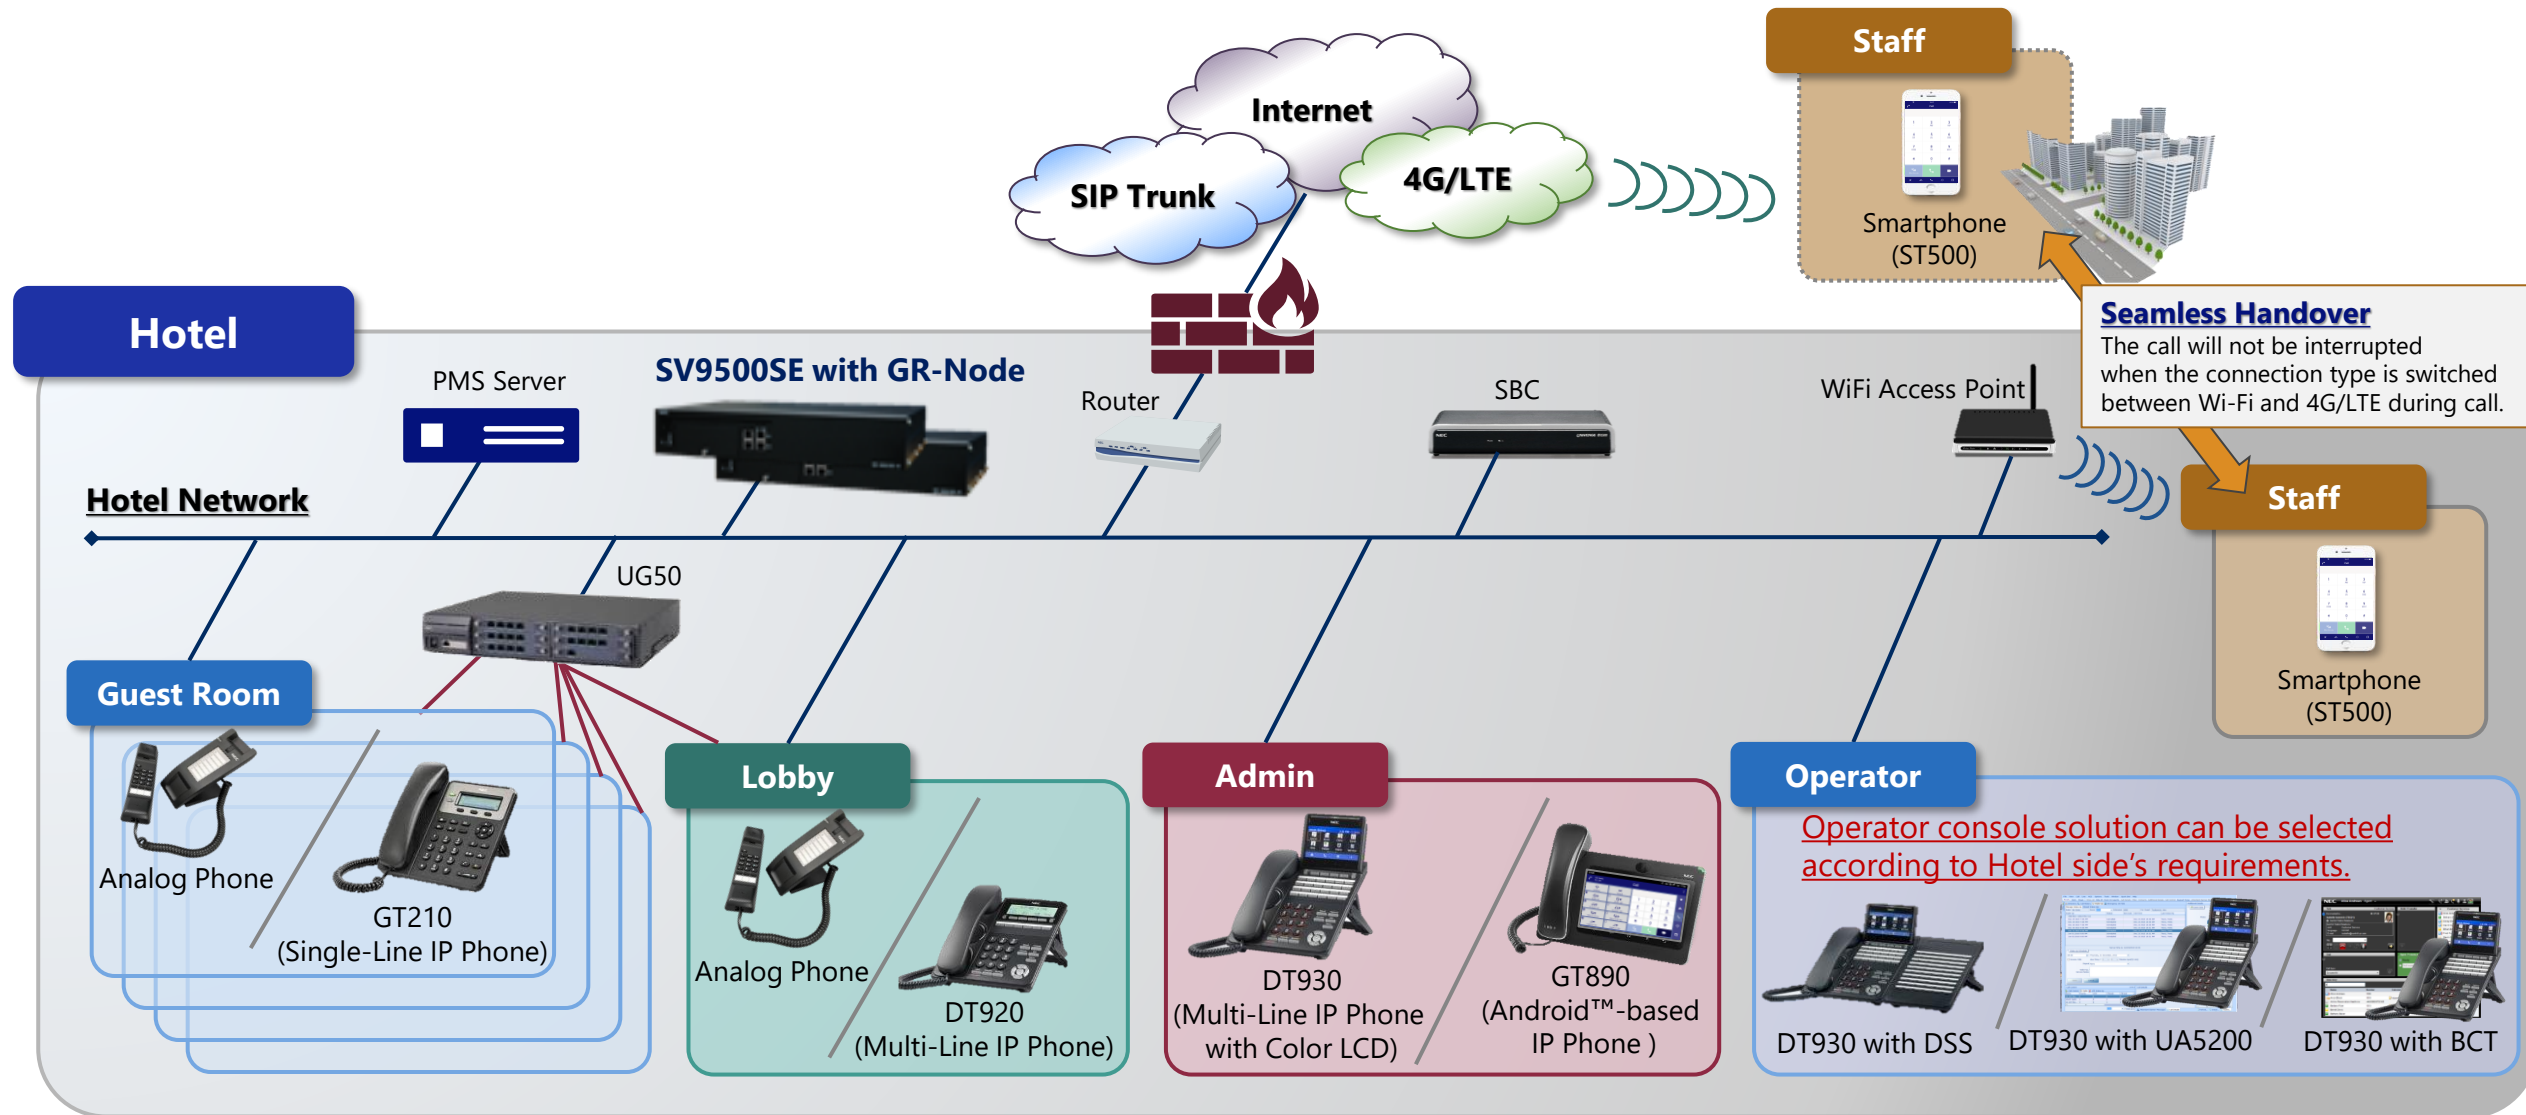 Staff
Internet
SIP Trunk
4G/LTE
Smartphone
(ST500)
Hotel
Seamless Handover
The call will not be interrupted
when the connection type is switched
between Wi-Fi and 4G/LTE during call.
PMS Server
SV9500SE with GR-Node
Router
SBC
WiFi Access Point
Hotel Network
Staff
Smartphone
(ST500)
UG50
Guest Room
Analog Phone
GT210
(Single-Line IP Phone)
Lobby
Analog Phone
DT920
(Multi-Line IP Phone)
Admin
DT930
(Multi-Line IP Phone
with Color LCD)
GT890
(Android™-based
IP Phone )
Operator
Operator console solution can be selected
according to Hotel side's requirements.
DT930 with DSS
DT930 with UA5200
DT930 with BCT